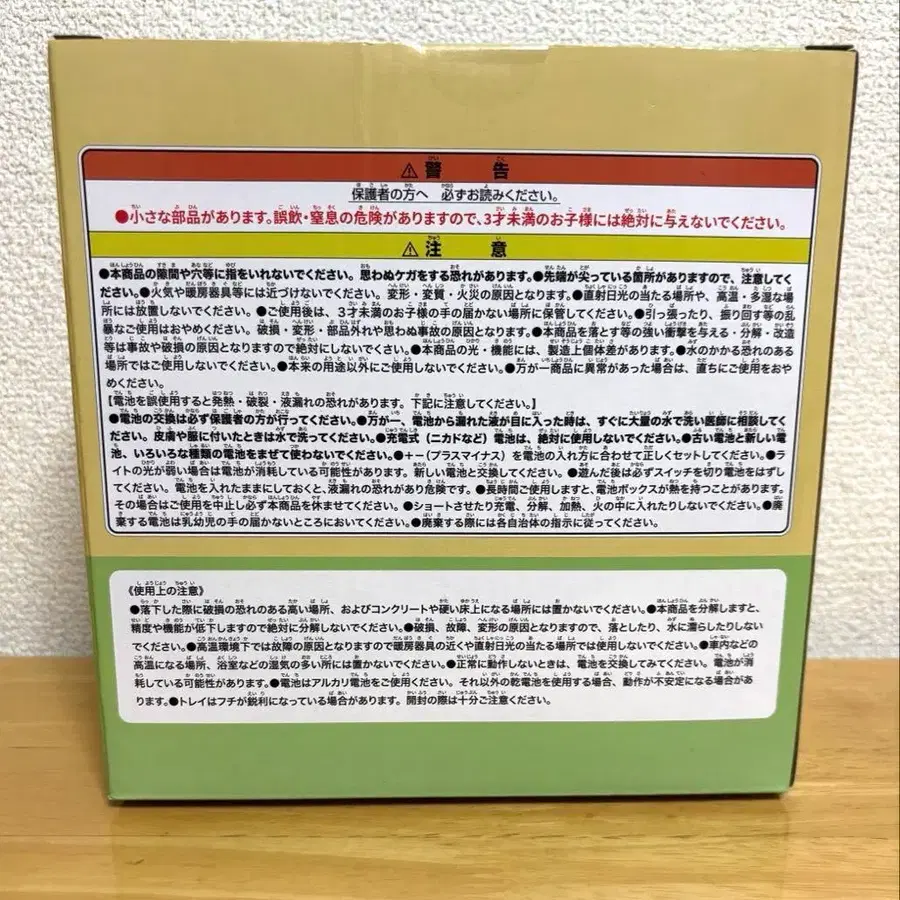 ⚠警告
保護者の方へ 必ずお読みください。
●小さな部品があります。誤飲・窒息の危険がありますので、3才未満のお子様には絶対に与えないでください。
⚠注意
●本商品の隙間や穴等に指をいれないでください。思わぬケガをする恐れがあります。●先端が尖っている箇所がありますので、注意してく
ださい。●火気や暖房器具等には近づけないでください。変形・変質・火災の原因となります。●直射日光の当たる場所や、高温・多湿な場
所には放置しないでください。●ご使用後は、3才未満のお子様の手の届かない場所に保管してください。●引っ張ったり、振り回す等の乱
暴なご使用はおやめください。破損・変形・部品外れや思わぬ事故の原因となります。●本商品を落とす等の強い衝撃を与える・分解・改造
等は事故や破損の原因となりますので絶対にしないでください。●本商品の光・機能には、製造上個体差があります。●水のかかる恐れのある
場所ではご使用しないでください。●本来の用途以外にご使用しないでください。●万が一商品に異常があった場合は、直ちにご使用をおや
めください。
【電池を誤使用すると発熱・破裂・液漏れの恐れがあります。下記に注意してください。】
●電池の交換は必ず保護者の方が行ってください。●万が一、電池から漏れた液が目に入った時は、すぐに大量の水で洗い医師に相談してく
ださい。皮膚や服に付いたときは水で洗ってください。●充電式（ニカドなど）電池は、絶対に使用しないでください。●古い電池と新しい電
池、いろいろな種類の電池をまぜて使わないでください。●＋－（プラスマイナス）を電池の入れ方に合わせて正しくセットしてください。●ラ
イトの光が弱い場合は電池が消耗している可能性があります。新しい電池と交換してください。●遊んだ後は必ずスイッチを切り電池をはずし
てください。電池を入れたままにしておくと、液漏れの恐れがあり危険です。●長時間ご使用しますと、電池ボックスが熱を持つことがあります。
その場合はご使用を中止し必ず本商品を休ませてください。●ショートさせたり充電、分解、加熱、火の中に入れたりしないでください。●廃
棄する電池は乳幼児の手の届かないところにおいてください。●廃棄する際には各自治体の指示に従ってください。
《使用上の注意》
●落下した際に破損の恐れのある高い場所、およびコンクリートや硬い床上になる場所には置かないでください。●本商品を分解しますと、
精度や機能が低下しますので絶対に分解しないでください。●破損、故障、変形の原因となりますので、落としたり、水に濡らしたりしない
でください。●高温環境下では故障の原因となりますので暖房器具の近くや直射日光の当たる場所では使用しないでください。●車内などの
高温になる場所、浴室などの湿気の多い所には置かないでください。●正常に動作しないときは、電池を交換してみてください。電池が消
耗している可能性があります。●電池はアルカリ電池をご使用ください。それ以外の乾電池を使用する場合、動作が不安定になる場合があ
ります。●トレイはフチが鋭利になっている場合があります。開封の際は十分ご注意ください。